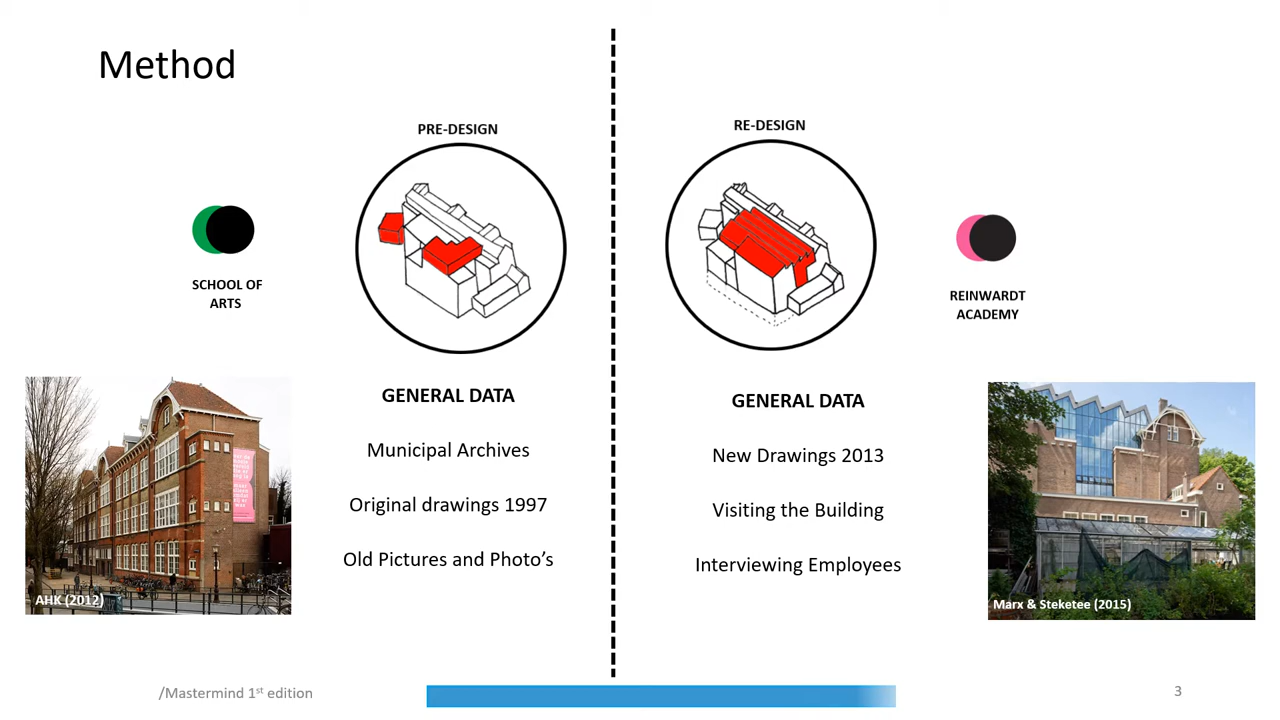 Method
PRE-DESIGN
SCHOOL OF
ARTS
GENERAL DATA
Municipal Archives
Original drawings 1997
Old Pictures and Photo’s
AHK (2012)
RE-DESIGN
REINWARDT
ACADEMY
GENERAL DATA
New Drawings 2013
Visiting the Building
Interviewing Employees
Marx & Steketee (2015)
/Mastermind 1st edition
3